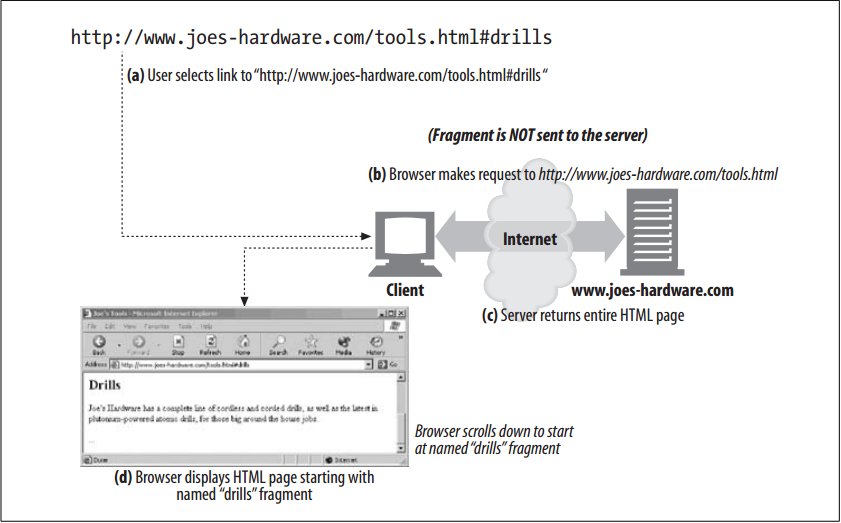 http://www.joes-hardware.com/tools.html#drills
(a) User selects link to “http://www.joes-hardware.com/tools.html#drills“
(Fragment is NOT sent to the server)
(b) Browser makes request to http://www.joes-hardware.com/tools.html
Internet
Client
www.joes-hardware.com
(c) Server returns entire HTML page
Joe's Tools - Microsoft Internet Explorer
File Edit View Favorites Tools Help
Back Forward Stop Refresh Home Search Favorites Media History
Address http://www.joes-hardware.com/tools.html#drills Go
Drills
Joe's Hardware has a complete line of cordless and corded drills, as well as the latest in
plutonium-powered atomic drills, for those big around the house jobs.
...
Done Internet
Browser scrolls down to start
at named “drills” fragment
(d) Browser displays HTML page starting with
named “drills” fragment